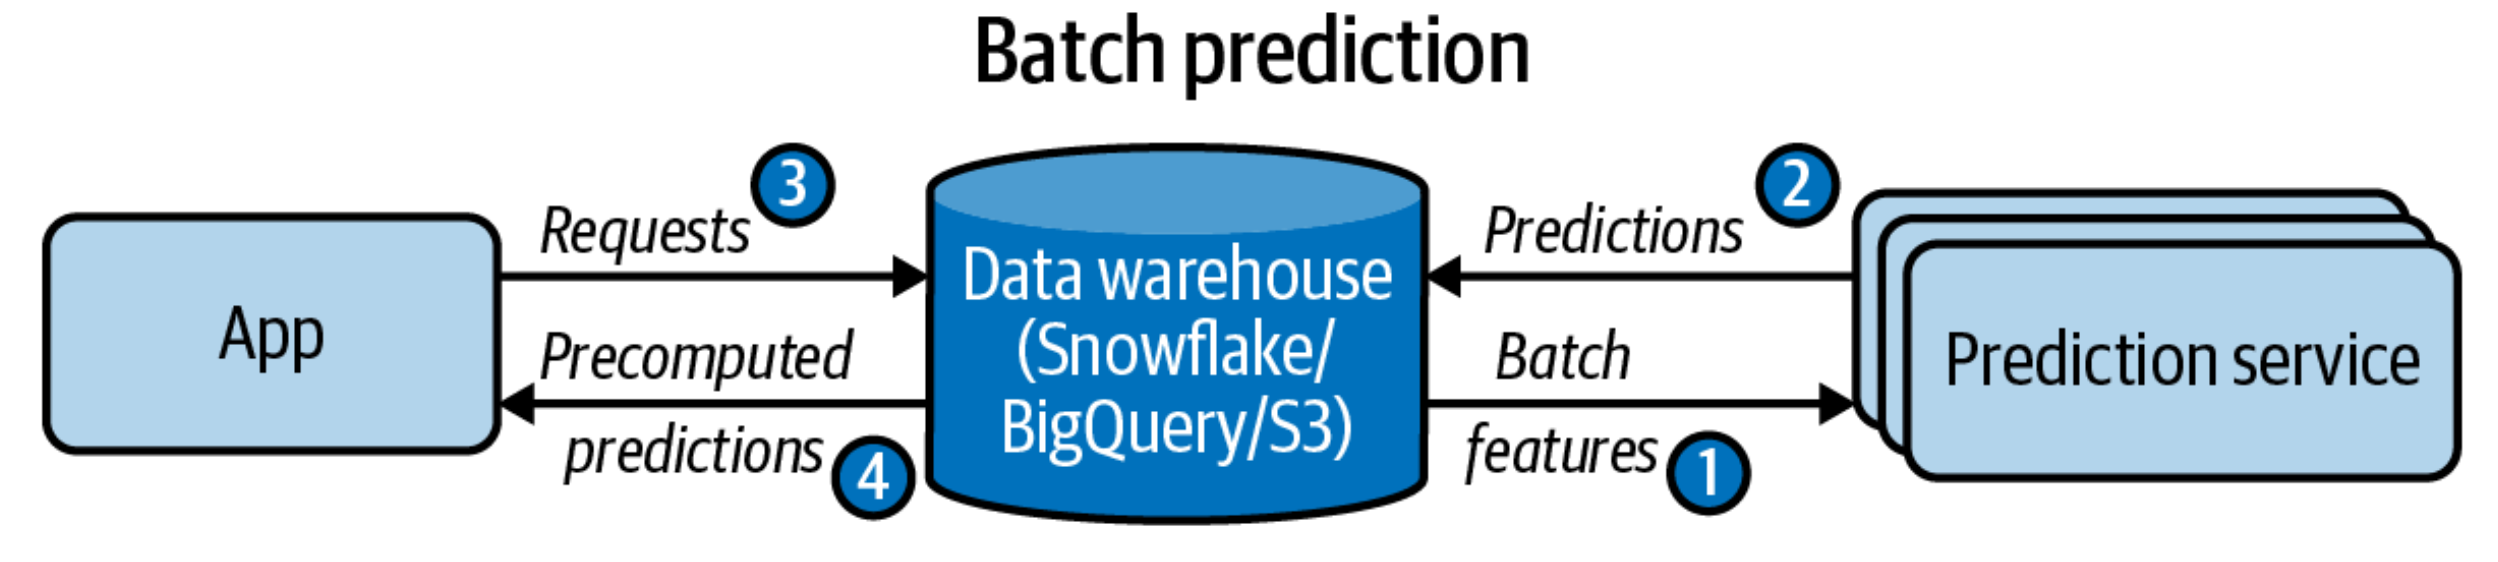 Batch prediction
3
Requests
2
Predictions
App
Precomputed
predictions
4
Data warehouse
(Snowflake/
BigQuery/S3)
Batch
features
1
Prediction service